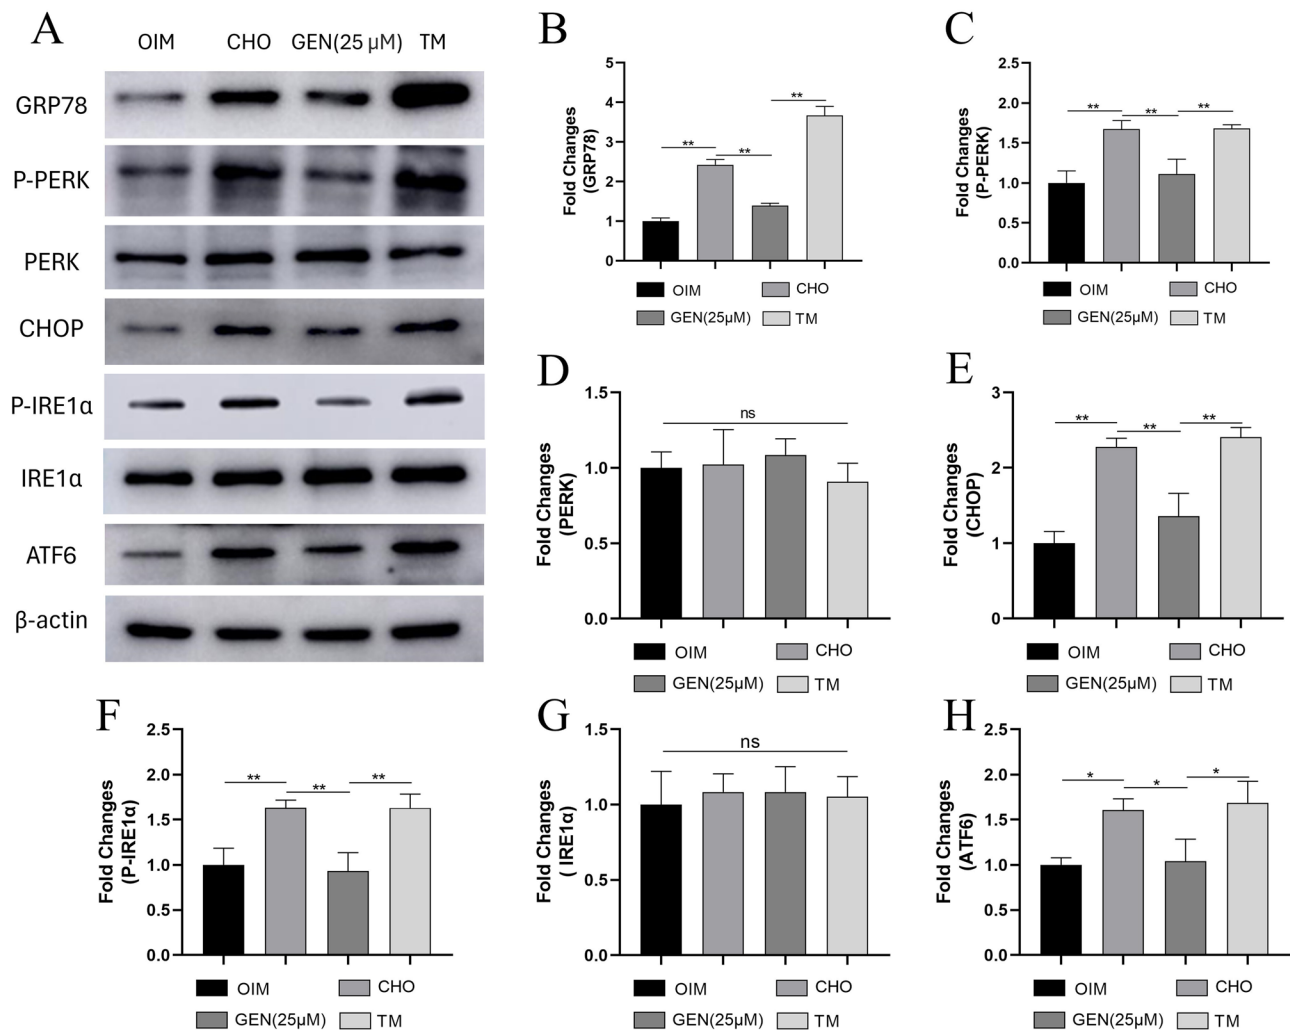 A
OIM CHO GEN(25 μM) TM
GRP78
P-PERK
PERK
CHOP
P-IRE1α
IRE1α
ATF6
β-actin
B
Fold Changes
(GRP78)
5
4
3
2
1
0
** ** **
OIM CHO
GEN(25μM) TM
C
Fold Changes
(P-PERK)
2.5
2.0
1.5
1.0
0.5
0.0
** ** **
OIM CHO
GEN(25μM) TM
D
Fold Changes
(PERK)
1.5
1.0
0.5
0.0
ns
OIM CHO
GEN(25μM) TM
E
Fold Changes
(CHOP)
3
2
1
0
** ** **
OIM CHO
GEN(25μM) TM
F
Fold Changes
(P-IRE1α)
2.5
2.0
1.5
1.0
0.5
0.0
** ** **
OIM CHO
GEN(25μM) TM
G
Fold Changes
( IRE1α)
1.5
1.0
0.5
0.0
ns
OIM CHO
GEN(25μM) TM
H
Fold Changes
(ATF6)
2.5
2.0
1.5
1.0
0.5
0.0
* * *
OIM CHO
GEN(25μM) TM